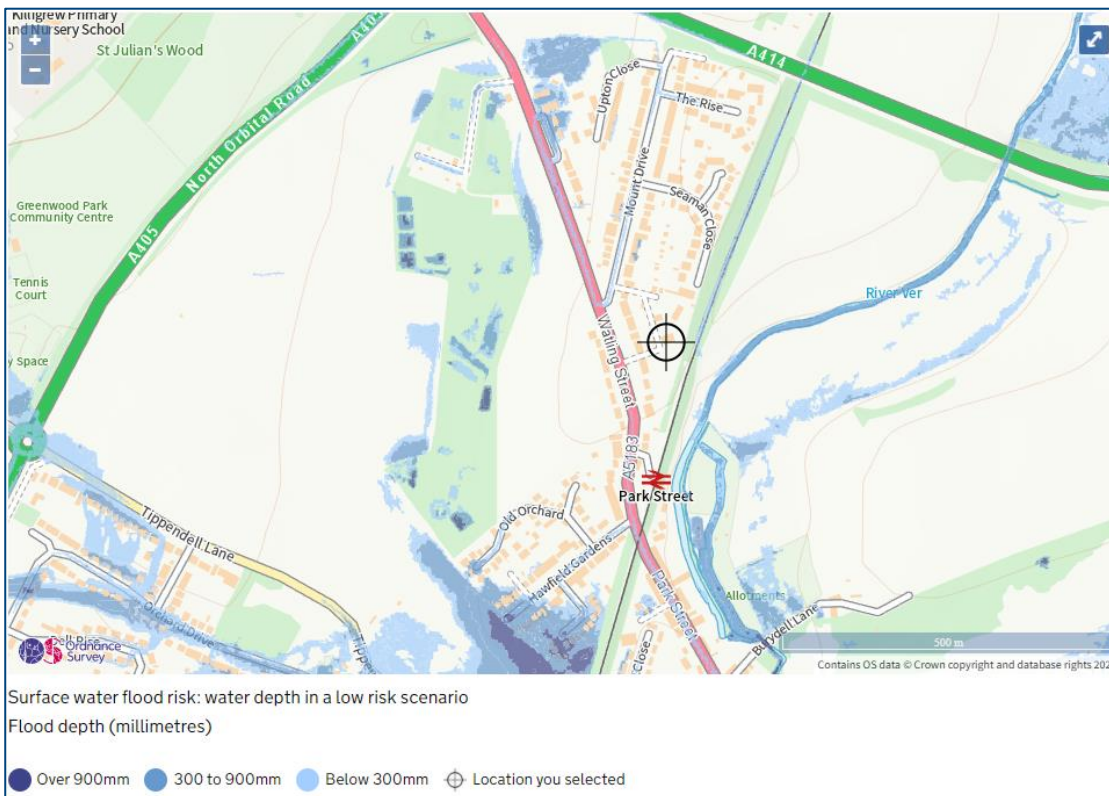 Killigrew Primary
and Nursery School
St Julian's Wood
A405
A414
+
−
North Orbital Road
Upton Close
The Rise
Mount Drive
Seaman Close
Greenwood Park
Community Centre
A405
Tennis
Court
River Ver
y Space
Watling Street
A5183
Park Street
Tippendell Lane
Old Orchard
Hawfield Gardens
Park Street
Allotments
Burydell Lane
Orchard Drive
Tippe
Close
500 m
Ordnance
Survey
Contains OS data © Crown copyright and database rights 202
Surface water flood risk: water depth in a low risk scenario
Flood depth (millimetres)
Over 900mm 300 to 900mm Below 300mm Location you selected